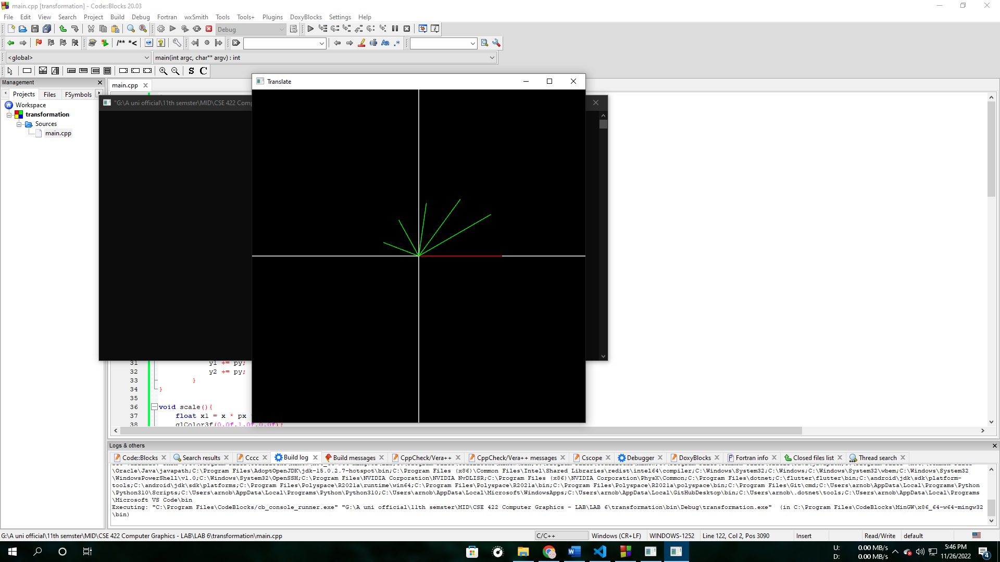 main.cpp [transformation] - Code::Blocks 20.03
File Edit View Search Project Build Debug Fortran wxSmith Tools Tools+ Plugins DoxyBlocks Settings Help
Debug
/** *<
Aa .*
<global>
main(int argc, char** argv) : int
S C
Management
Projects Files FSymbols
Workspace
transformation
Sources
main.cpp
main.cpp
Translate
"G:\A uni official\11th semster\MID\CSE 422 Comp
31 y1 += py;
32 y2 += py;
33 }
34 }
35
36 void scale(){
37 float x1 = x * px
38 glColor3f(0.0f,1.0f,0.0f);
Logs & others
Code::Blocks Search results Cccc Build log Build messages CppCheck/Vera++ CppCheck/Vera++ messages Cscope Debugger DoxyBlocks Fortran info Closed files list Thread search
\Oracle\Java\javapath;C:\Program Files\AdoptOpenJDK\jdk-15.0.2.7-hotspot\bin;C:\Program Files (x86)\Common Files\Intel\Shared Libraries\redist\intel64\compiler;C:\Windows\System32;C:\Windows;C:\Windows\System32\wbem;C:\Windows\System32
\WindowsPowerShell\v1.0;C:\Windows\System32\OpenSSH;C:\Program Files\NVIDIA Corporation\NVIDIA NvDLISR;C:\Program Files (x86)\NVIDIA Corporation\PhysX\Common;C:\Program Files\dotnet;C:\flutter\flutter\bin;C:\android\jdk\sdk\platform-
tools;C:\android\jdk\sdk\platforms;C:\Program Files\Polyspace\R2021a\runtime\win64;C:\Program Files\Polyspace\R2021a\bin;C:\Program Files\Polyspace\R2021a\polyspace\bin;C:\Program Files\Git\cmd;C:\Users\arnob\AppData\Local\Programs\Python
\Python310\Scripts;C:\Users\arnob\AppData\Local\Programs\Python\Python310;C:\Users\arnob\AppData\Local\Microsoft\WindowsApps;C:\Users\arnob\AppData\Local\GitHubDesktop\bin;C:\Users\arnob\.dotnet\tools;C:\Users\arnob\AppData\Local\Programs
\Microsoft VS Code\bin
Executing: "C:\Program Files\CodeBlocks/cb_console_runner.exe" "G:\A uni official\11th semster\MID\CSE 422 Computer Graphics - LAB\LAB 6\transformation\bin\Debug\transformation.exe" (in C:\Program Files\CodeBlocks\MinGW\x86_64-w64-mingw32
\bin)
G:\A uni official\11th semster\MID\CSE 422 Computer Graphics - LAB\LAB 6\transformation\main.cpp C/C++ Windows (CR+LF) WINDOWS-1252 Line 122, Col 2, Pos 3090 Insert Read/Write default
U: 0.00 MB/s
D: 0.00 MB/s
5:46 PM
11/26/2022
4